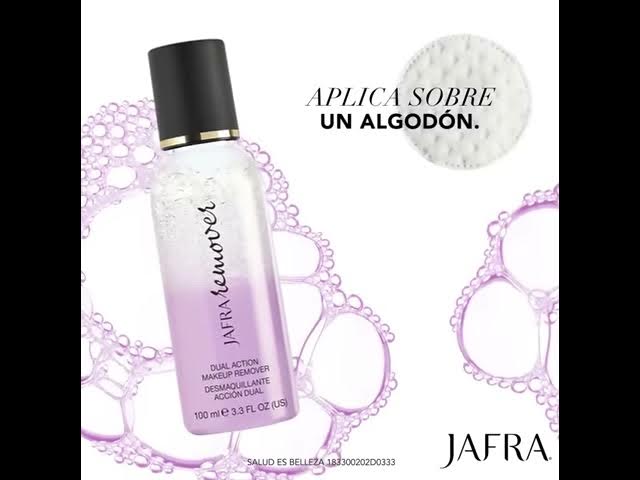 APLICA SOBRE
UN ALGODÓN.
JAFRA remover
DUAL ACTION
MAKEUP REMOVER
DESMAQUILLANTE
ACCIÓN DUAL
100 ml ℮ 3.3 FL OZ (US)
SALUD ES BELLEZA 183300202D0333
JAFRA®